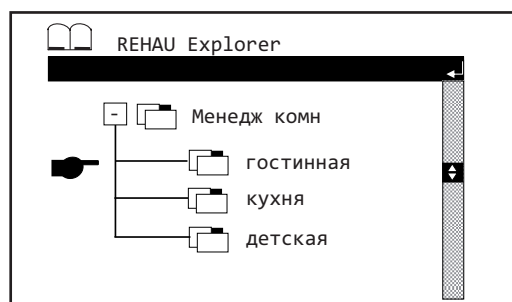 REHAU Explorer
- Менедж комн
гостинная
кухня
детская